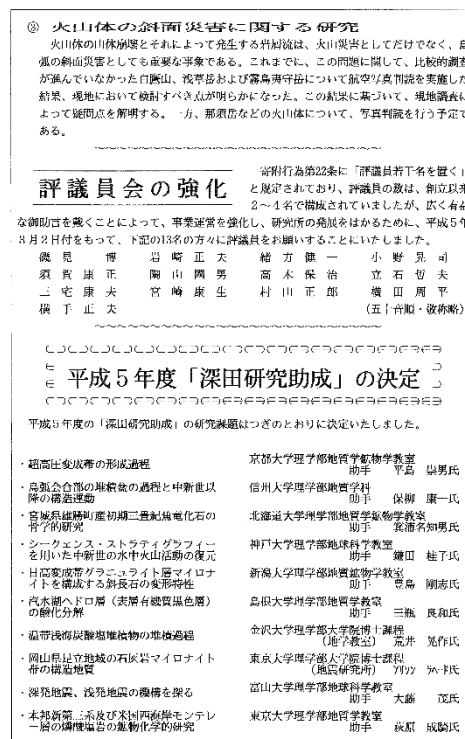 ③ 火山体の斜面災害に関する研究
火山体の山体崩壊とそれによって発生する岩屑流は、火山災害としてだけでなく、島
弧の斜面災害としても重要な事象である。これまでに、この問題に関して、比較的調査
が進んでいなかった白鷹山、浅草岳および霧島夷守岳について航空写真判読を実施した
結果、現地において検討すべき点が明らかになった。この結果に基づいて、現地調査に
よって疑問点を解明する。一方、那須岳などの火山体について、写真判読を行う予定で
ある。
評議員会の強化
寄附行為第22条に「評議員若干名を置く」
と規定されており、評議員の数は、創立以来
2～4名で構成されていましたが、広く有益
な御助言を戴くことによって、事業運営を強化し、研究所の発展をはかるために、平成5年
3月2日付をもって、下記の13名の方々に評議員をお願いすることにいたしました。
磯見 博 岩崎正夫 緒方健一 小野晃司
須賀康正 陶山國男 高木保治 立石哲夫
三宅康夫 宮崎康生 村山正郎 横田周平
横手正夫 (五十音順・敬称略)
平成5年度「深田研究助成」の決定
平成5年度の「深田研究助成」の研究課題はつぎのとおりに決定いたしました。
・超高圧変成帯の形成過程 京都大学理学部地質学鉱物学教室
助手 平島 崇男氏
・島弧会合部の堆積盆の過程と中新世以 信州大学理学部地質学科
降の構造運動 助手 保柳 康一氏
・宮城県雄勝町産初期三畳紀魚竜化石の 北海道大学理学部地質学鉱物学教室
骨学的研究 助手 箕浦名知男氏
・シークェンス・ストラティグラフィー 神戸大学理学部地球科学教室
を用いた中新世の水中火山活動の復元 助手 鎌田 桂子氏
・日高変成帯グラニュライト層マイロナ 新潟大学理学部地質鉱物学教室
イトを構成する斜長石の変形特性 助手 豊島 剛志氏
・汽水湖ヘドロ層（表層有機質黒色層） 島根大学理学部地質学教室
の酸化分解 助手 三瓶 良和氏
・温帯浅海炭酸塩堆積物の堆積過程 金沢大学理学部大学院博士課程
(地学教室) 荒井 晃作氏
・岡山県足立地域の石灰岩マイロナイト 東京大学理学部大学院博士課程
帯の構造地質 (地震研究所)
・深発地震、浅発地震の機構を探る 富山大学理学部地球科学教室
助手 大藤 茂氏
・本邦新第三系及び米国西海岸モンテレ 東京大学理学部地質学教室
ー層の燐酸塩岩の鉱物化学的研究 助手 荻原 成騎氏